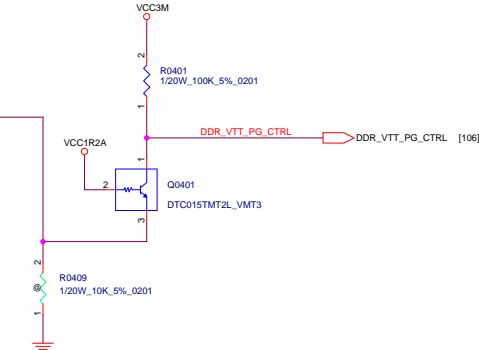 VCC3M
2
R0401
1/20W_100K_5%_0201
1
DDR_VTT_PG_CTRL
DDR_VTT_PG_CTRL [106]
VCC1R2A
1
2
Q0401
DTC015TMT2L_VMT3
3
2
R0409
@
1/20W_10K_5%_0201
1